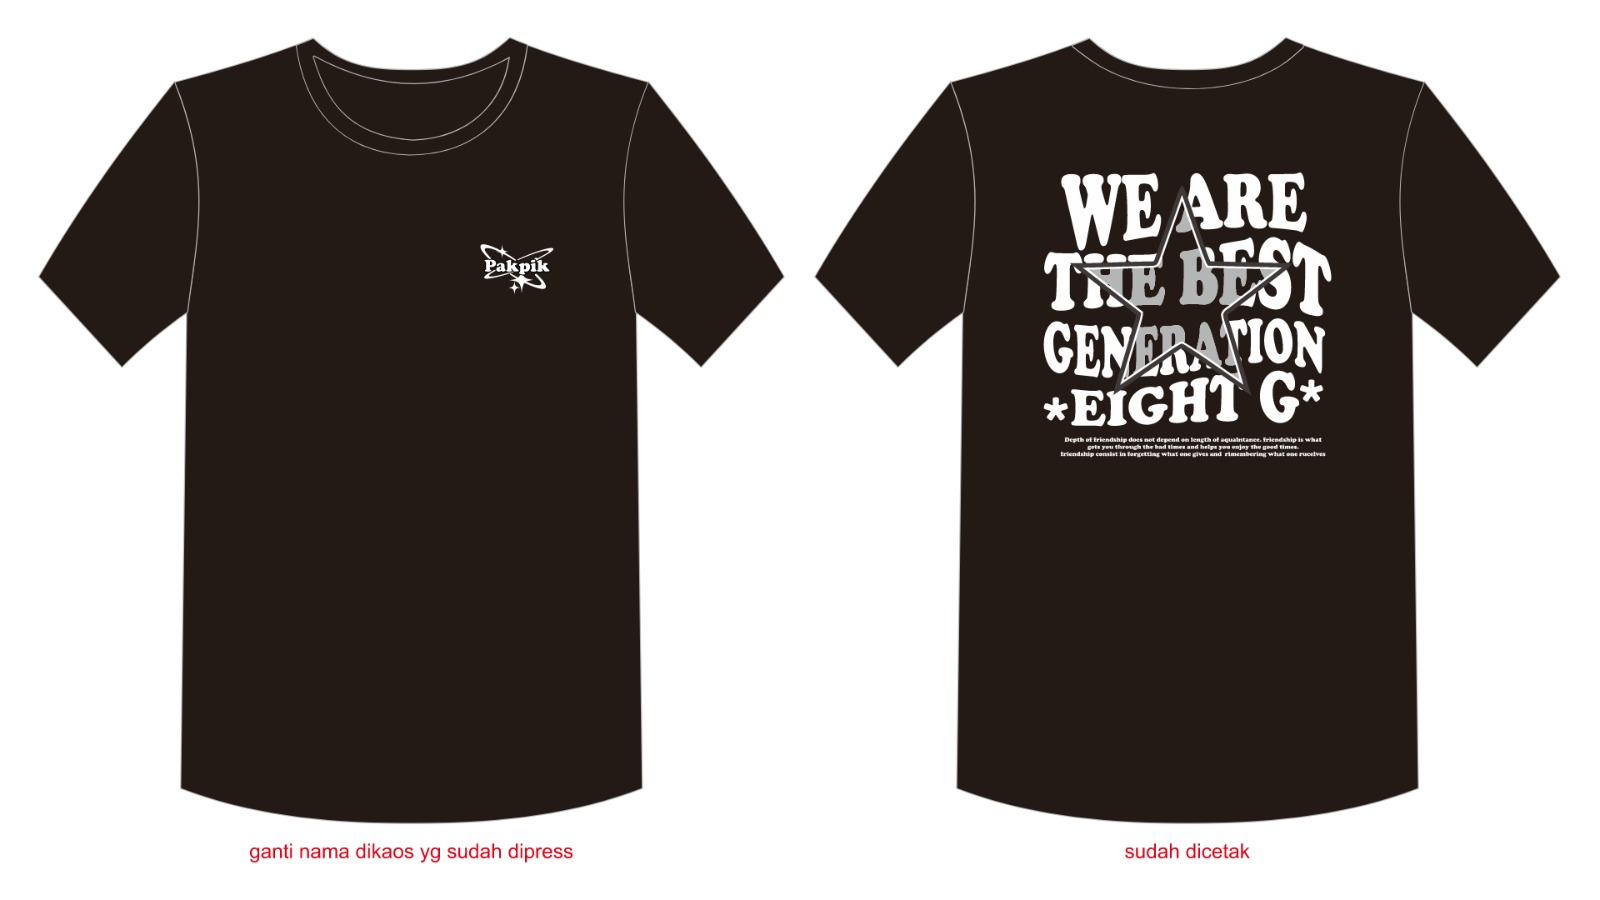 Pakpik
WE ARE
THE BEST
GENERATION
*EIGHT G*
Depth of friendship does not depend on length of aquaintance. friendship is what
gets you through the bad times and helps you enjoy the good times.
friendship consist in forgetting what one gives and rimembering what one rucelves
ganti nama dikaos yg sudah dipress
sudah dicetak